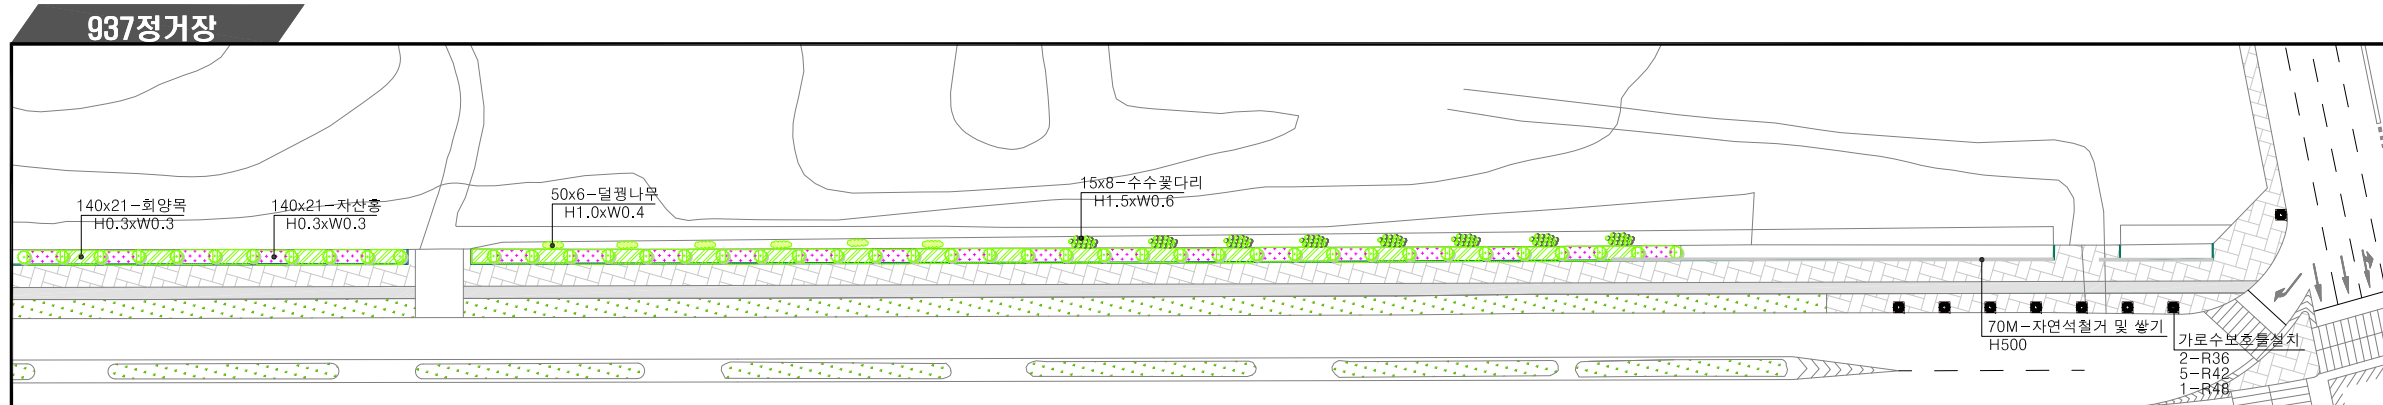 937정거장
140x21-회양목
H0.3xW0.3
140x21-자산홍
H0.3xW0.3
50x6-덜꿩나무
H1.0xW0.4
15x8-수수꽃다리
H1.5xW0.6
70M-자연석철거 및 쌓기
H500
가로수보호틀설치
2-R36
5-R42
1-R48